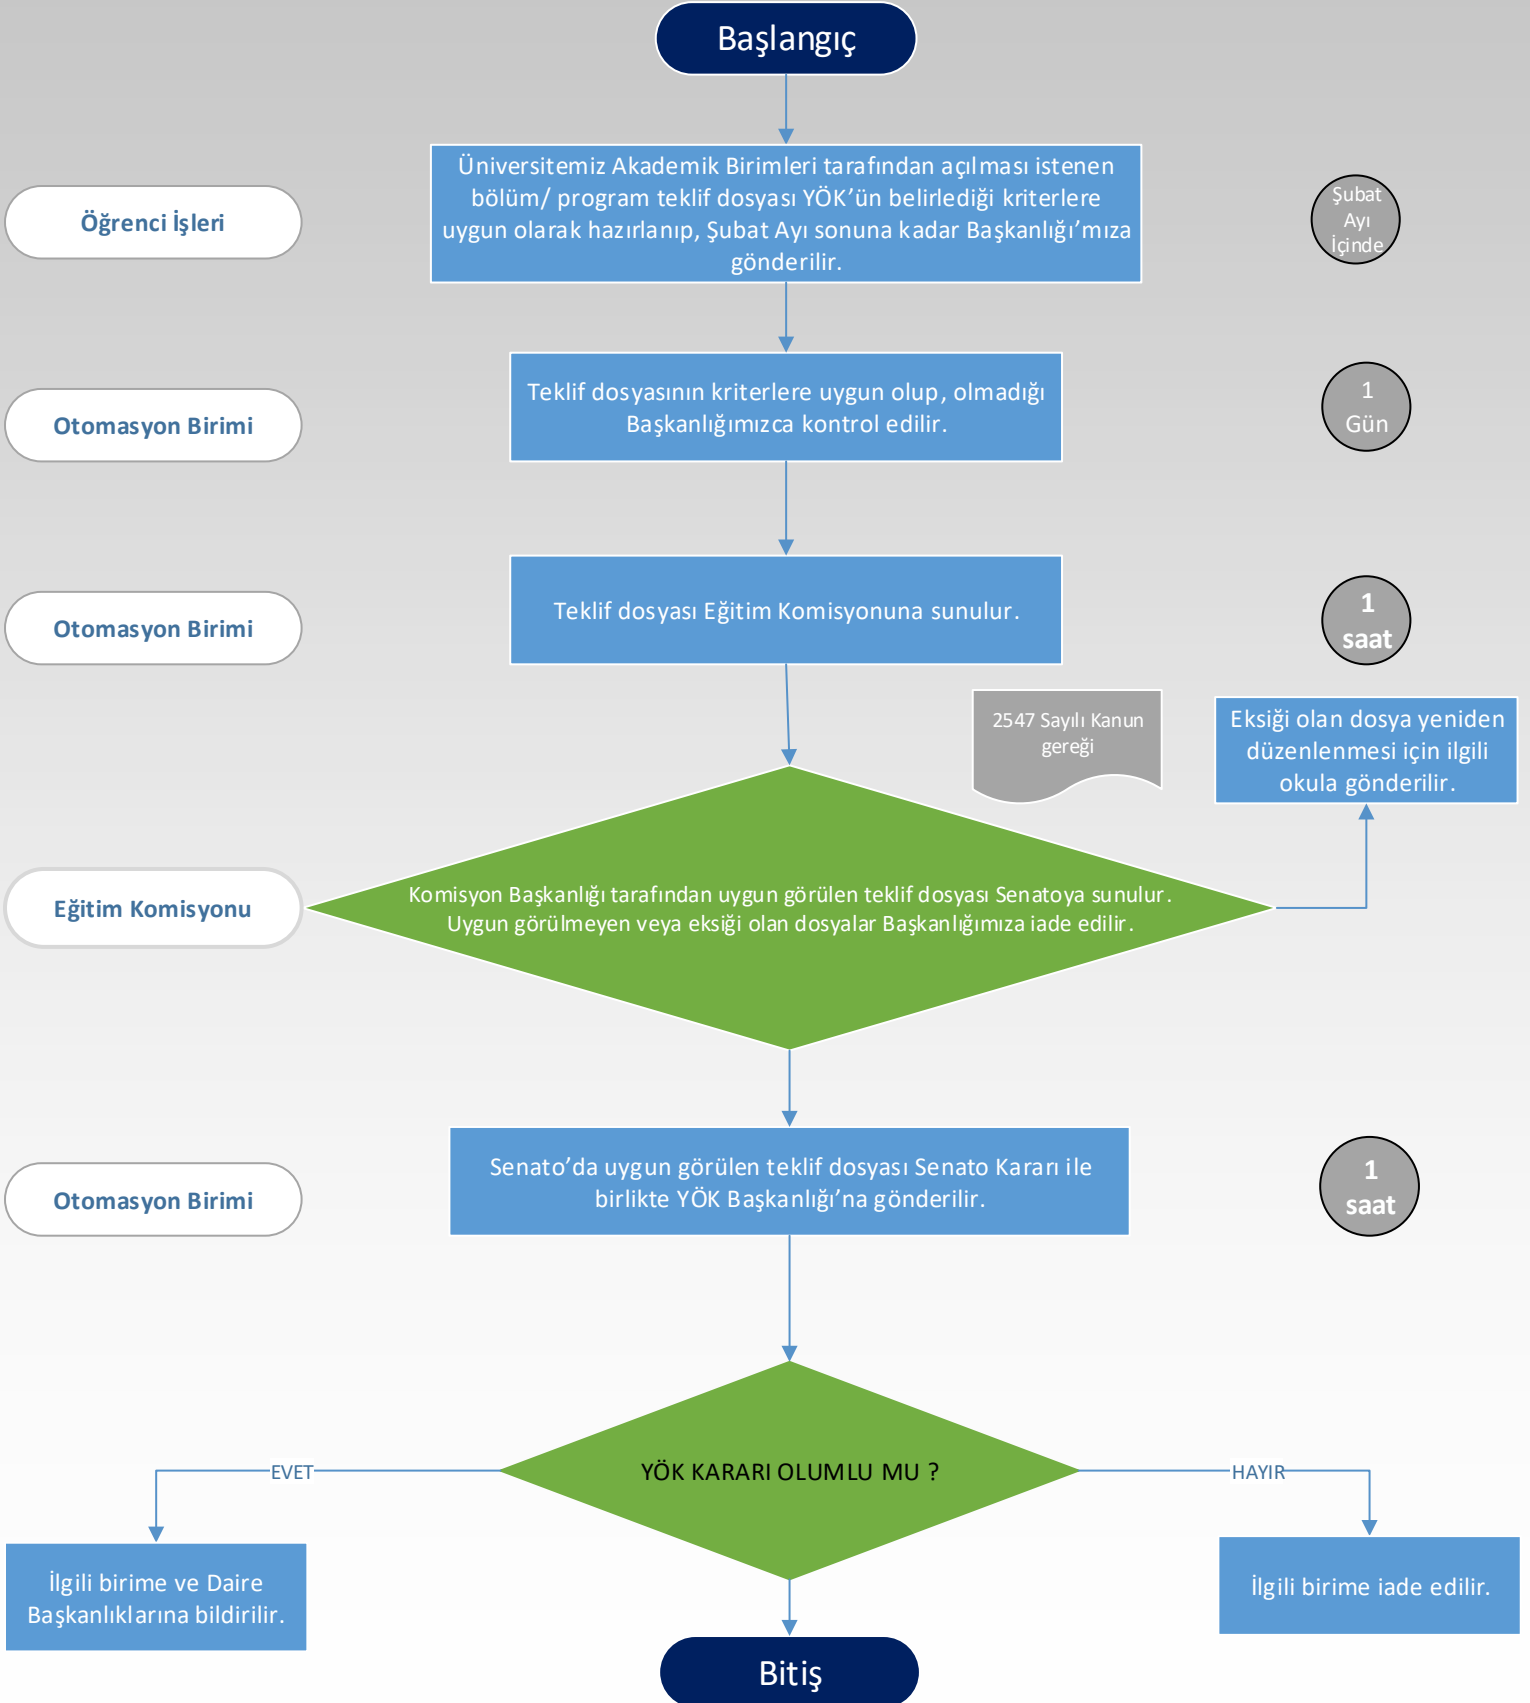 Başlangıç
Öğrenci İşleri
Üniversitemiz Akademik Birimleri tarafından açılması istenen
bölüm/ program teklif dosyası YÖK’ün belirlediği kriterlere
uygun olarak hazırlanıp, Şubat Ayı sonuna kadar Başkanlığı’mıza
gönderilir.
Şubat
Ayı
İçinde
Otomasyon Birimi
Teklif dosyasının kriterlere uygun olup, olmadığı
Başkanlığımızca kontrol edilir.
1
Gün
Otomasyon Birimi
Teklif dosyası Eğitim Komisyonuna sunulur.
1
saat
2547 Sayılı Kanun
gereği
Eksiği olan dosya yeniden
düzenlenmesi için ilgili
okula gönderilir.
Eğitim Komisyonu
Komisyon Başkanlığı tarafından uygun görülen teklif dosyası Senatoya sunulur.
Uygun görülmeyen veya eksiği olan dosyalar Başkanlığımıza iade edilir.
Otomasyon Birimi
Senato’da uygun görülen teklif dosyası Senato Kararı ile
birlikte YÖK Başkanlığı’na gönderilir.
1
saat
YÖK KARARI OLUMLU MU ?
EVET
HAYIR
İlgili birime ve Daire
Başkanlıklarına bildirilir.
İlgili birime iade edilir.
Bitiş